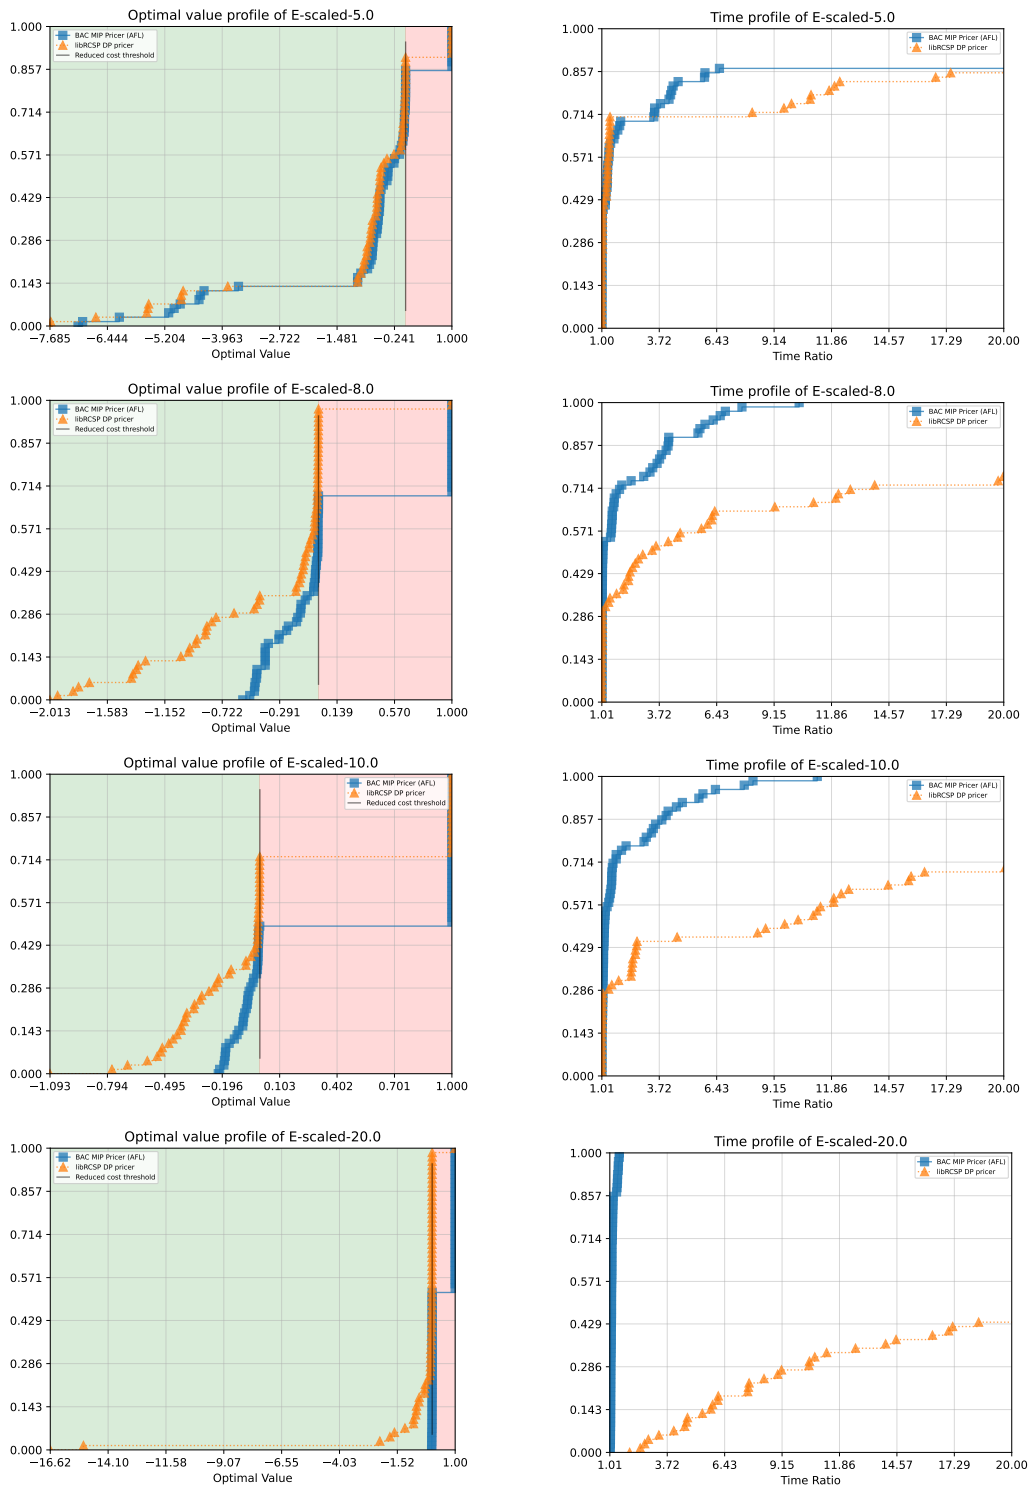 Optimal value profile of E-scaled-5.0
1.000
0.857
0.714
0.571
0.429
0.286
0.143
0.000
BAC MIP Pricer (AFL)
libRCSP DP pricer
Reduced cost threshold
−7.685 −6.444 −5.204 −3.963 −2.722 −1.481 −0.241 1.000
Optimal Value
Time profile of E-scaled-5.0
1.000
0.857
0.714
0.571
0.429
0.286
0.143
0.000
BAC MIP Pricer (AFL)
libRCSP DP pricer
1.00 3.72 6.43 9.15 11.86 14.57 17.29 20.00
Time Ratio
Optimal value profile of E-scaled-8.0
1.000
0.857
0.714
0.571
0.429
0.286
0.143
0.000
BAC MIP Pricer (AFL)
libRCSP DP pricer
Reduced cost threshold
−2.013 −1.583 −1.152 −0.722 −0.291 0.139 0.570 1.000
Optimal Value
Time profile of E-scaled-8.0
1.000
0.857
0.714
0.571
0.429
0.286
0.143
0.000
BAC MIP Pricer (AFL)
libRCSP DP pricer
1.01 3.72 6.43 9.15 11.86 14.57 17.29 20.00
Time Ratio
Optimal value profile of E-scaled-10.0
1.000
0.857
0.714
0.571
0.429
0.286
0.143
0.000
BAC MIP Pricer (AFL)
libRCSP DP pricer
Reduced cost threshold
−1.093 −0.794 −0.495 −0.196 0.103 0.402 0.701 1.000
Optimal Value
Time profile of E-scaled-10.0
1.000
0.857
0.714
0.571
0.429
0.286
0.143
0.000
BAC MIP Pricer (AFL)
libRCSP DP pricer
1.01 3.72 6.43 9.15 11.86 14.57 17.29 20.00
Time Ratio
Optimal value profile of E-scaled-20.0
1.000
0.857
0.714
0.571
0.429
0.286
0.143
0.000
BAC MIP Pricer (AFL)
libRCSP DP pricer
Reduced cost threshold
−16.62 −14.10 −11.58 −9.07 −6.55 −4.03 −1.52 1.00
Optimal Value
Time profile of E-scaled-20.0
1.000
0.857
0.714
0.571
0.429
0.286
0.143
0.000
BAC MIP Pricer (AFL)
libRCSP DP pricer
1.01 3.72 6.43 9.15 11.86 14.57 17.29 20.00
Time Ratio